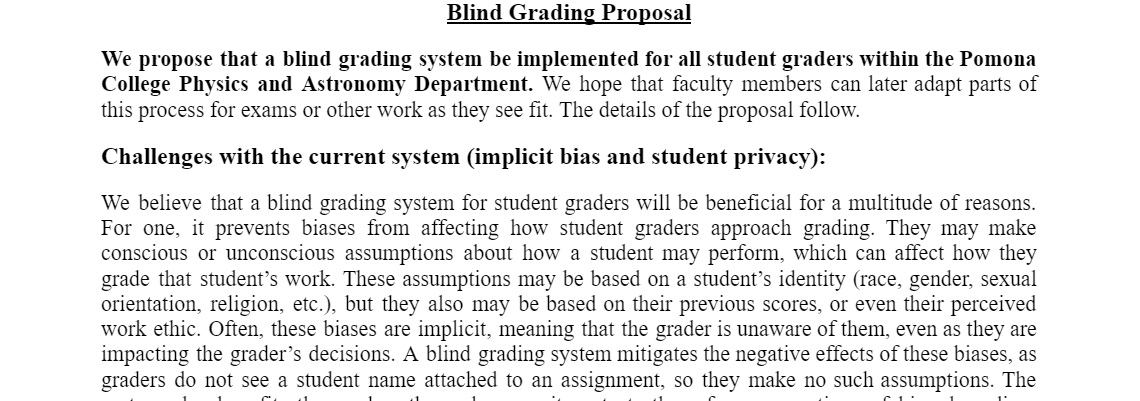 Blind Grading Proposal
We propose that a blind grading system be implemented for all student graders within the Pomona
College Physics and Astronomy Department. We hope that faculty members can later adapt parts of
this process for exams or other work as they see fit. The details of the proposal follow.
Challenges with the current system (implicit bias and student privacy):
We believe that a blind grading system for student graders will be beneficial for a multitude of reasons.
For one, it prevents biases from affecting how student graders approach grading. They may make
conscious or unconscious assumptions about how a student may perform, which can affect how they
grade that student’s work. These assumptions may be based on a student’s identity (race, gender, sexual
orientation, religion, etc.), but they also may be based on their previous scores, or even their perceived
work ethic. Often, these biases are implicit, meaning that the grader is unaware of them, even as they are
impacting the grader’s decisions. A blind grading system mitigates the negative effects of these biases, as
graders do not see a student name attached to an assignment, so they make no such assumptions. The